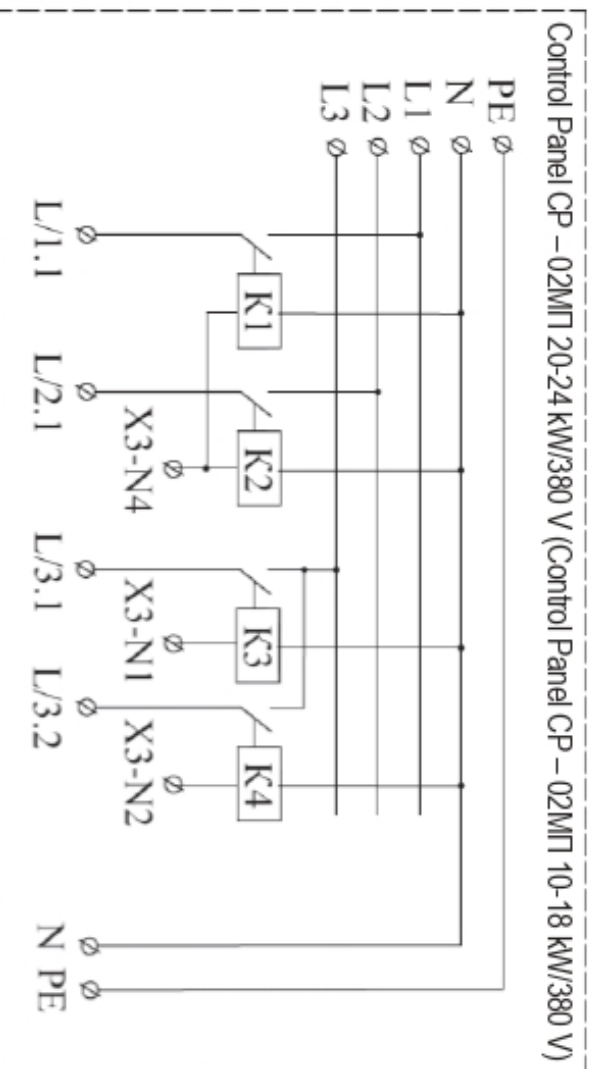 Control Panel CP – 02МП 20-24 kW/380 V (Control Panel CP – 02МП 10-18 kW/380 V)
PE
N
L1
L2
L3
K1
K2
K3
K4
X3-N4
X3-N1
X3-N2
L/1.1
L/2.1
L/3.1
L/3.2
N
PE